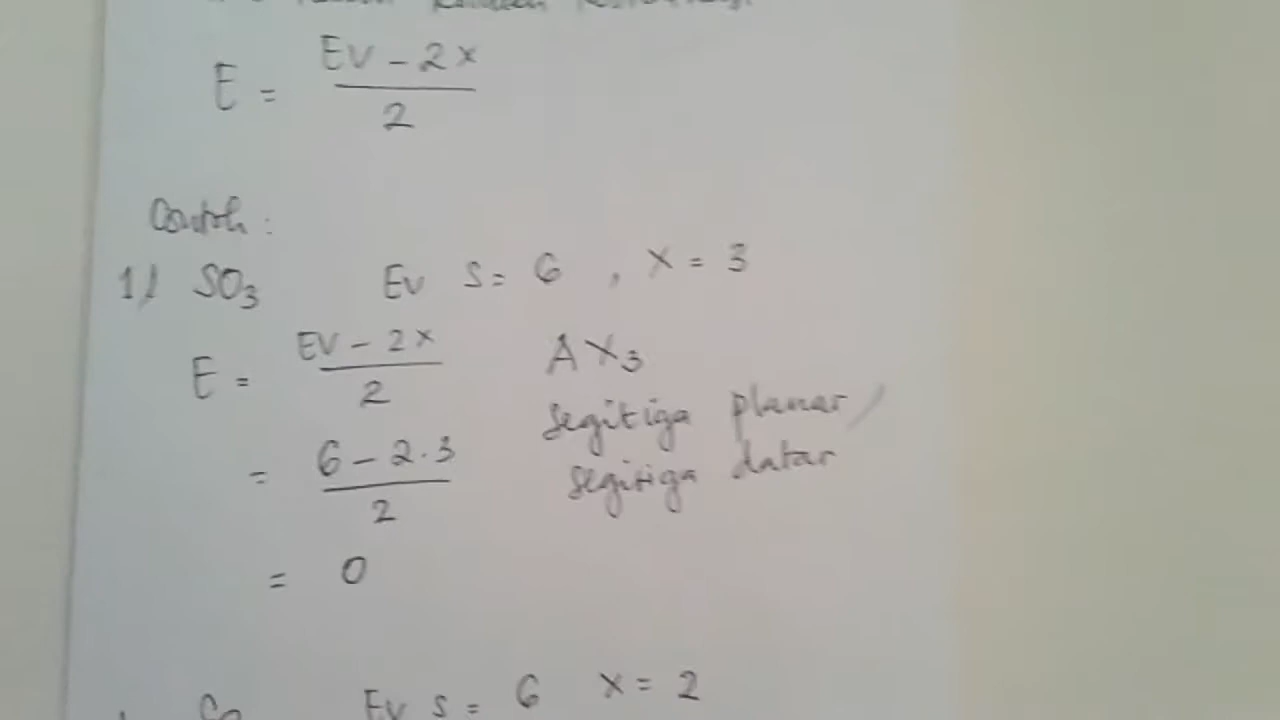 E = EV - 2x / 2
Contoh :
1) SO3 EV S = 6 , X = 3
E = EV - 2x / 2 AX3
segitiga planar /
= 6 - 2.3 / 2 segitiga datar
= 0
EV S = 6 X = 2